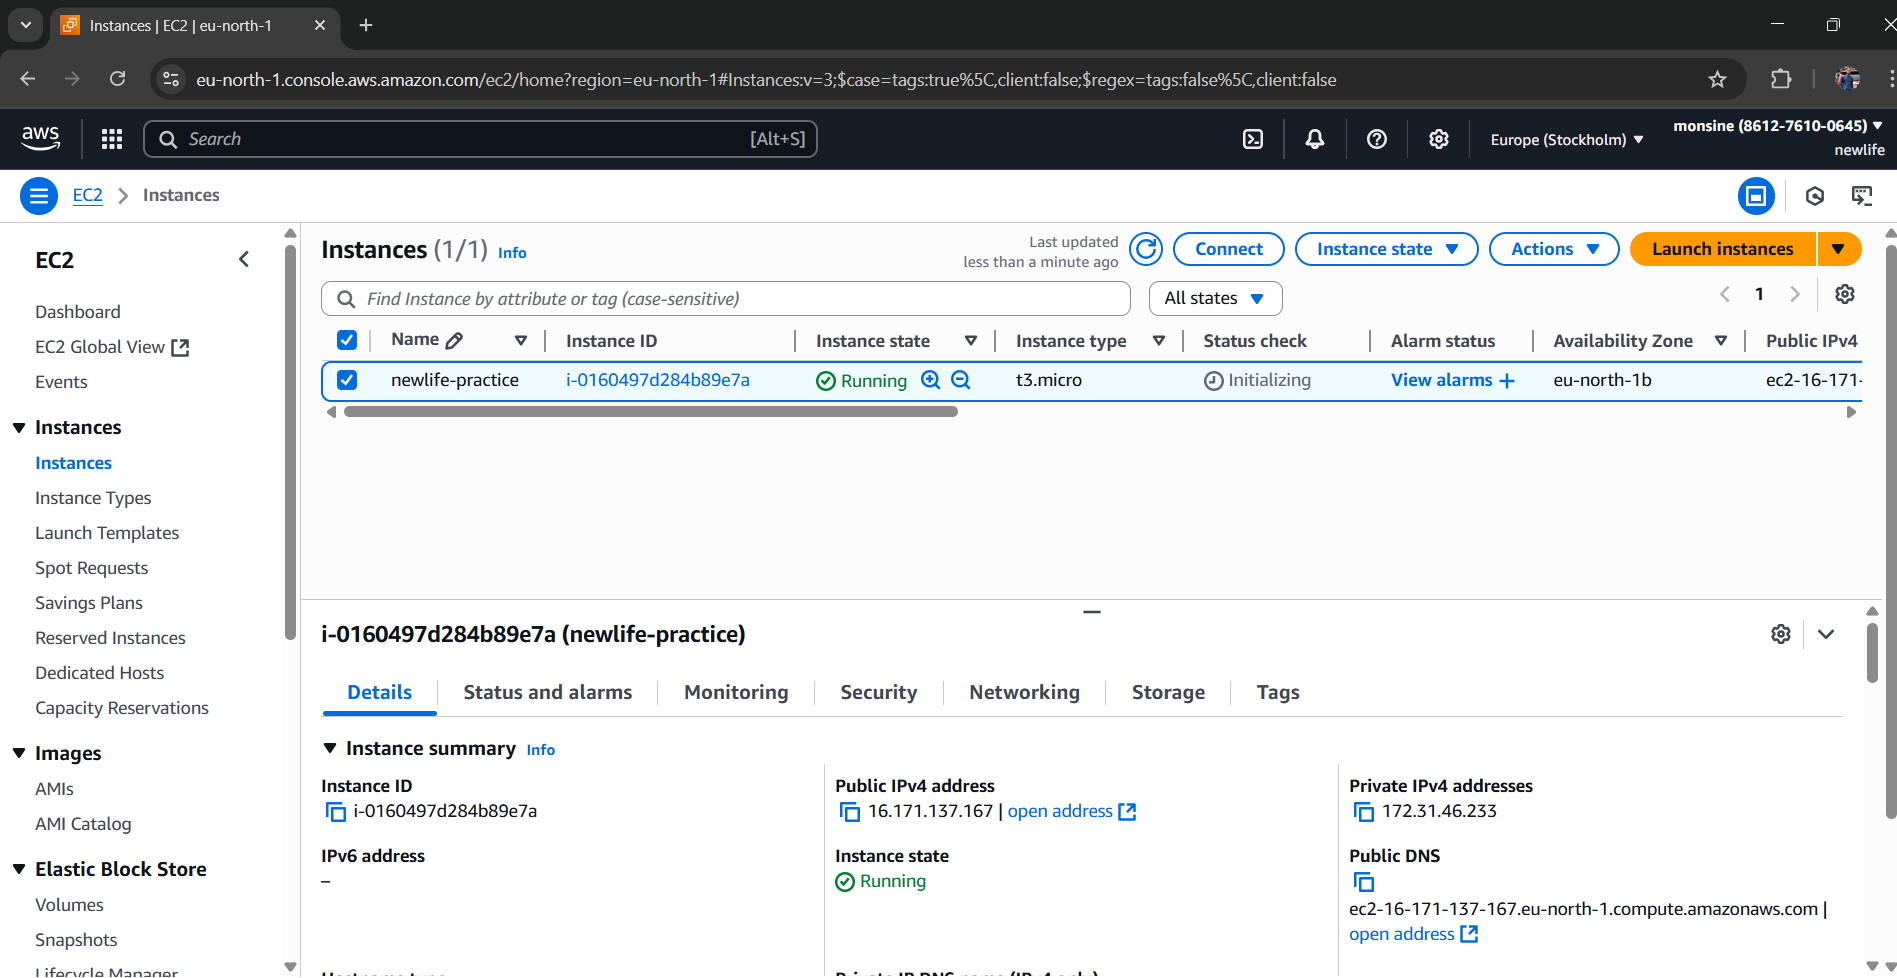 Instances | EC2 | eu-north-1
eu-north-1.console.aws.amazon.com/ec2/home?region=eu-north-1#Instances:v=3;$case=tags:true%5C,client:false;$regex=tags:false%5C,client:false
aws
Search [Alt+S]
Europe (Stockholm)
monsine (8612-7610-0645)
newlife
EC2 Instances
EC2
Dashboard
EC2 Global View
Events
Instances
Instances
Instance Types
Launch Templates
Spot Requests
Savings Plans
Reserved Instances
Dedicated Hosts
Capacity Reservations
Images
AMIs
AMI Catalog
Elastic Block Store
Volumes
Snapshots
Lifecycle Manager
Instances (1/1) Info
Last updated
less than a minute ago
Connect
Instance state
Actions
Launch instances
Find Instance by attribute or tag (case-sensitive)
All states
1
Name Instance ID Instance state Instance type Status check Alarm status Availability Zone Public IPv4
newlife-practice i-0160497d284b89e7a Running t3.micro Initializing View alarms + eu-north-1b ec2-16-171-
i-0160497d284b89e7a (newlife-practice)
Details Status and alarms Monitoring Security Networking Storage Tags
Instance summary Info
Instance ID
i-0160497d284b89e7a
Public IPv4 address
16.171.137.167 | open address
Private IPv4 addresses
172.31.46.233
IPv6 address
–
Instance state
Running
Public DNS
ec2-16-171-137-167.eu-north-1.compute.amazonaws.com |
open address
Hostname type
Private IP DNS name (IPv4 only)